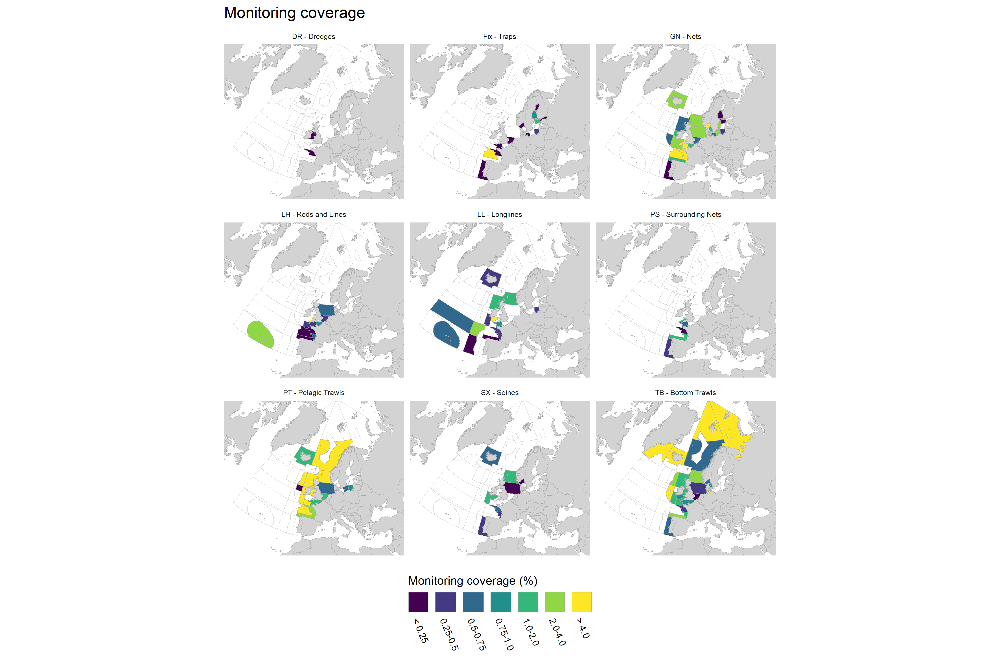 Monitoring coverage
DR - Dredges
Fix - Traps
GN - Nets
LH - Rods and Lines
LL - Longlines
PS - Surrounding Nets
PT - Pelagic Trawls
SX - Seines
TB - Bottom Trawls
Monitoring coverage (%)
< 0.25
0.25-0.5
0.5-0.75
0.75-1.0
1.0-2.0
2.0-4.0
> 4.0